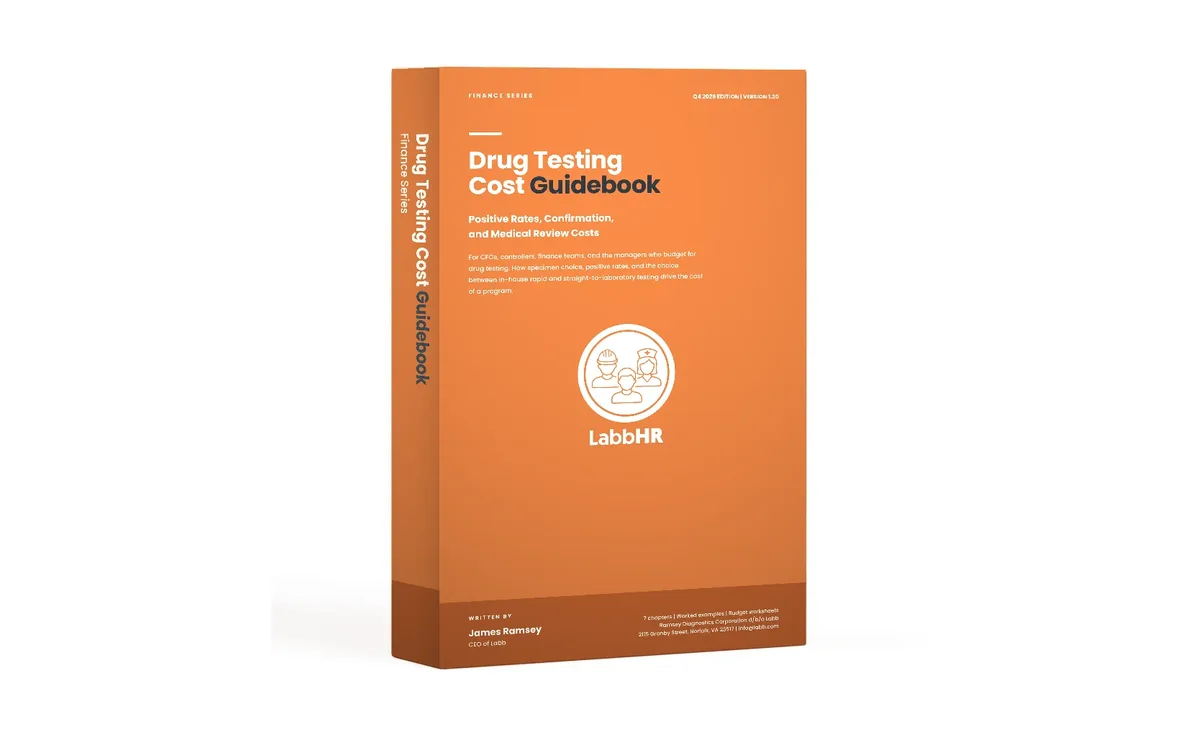 Drug Testing Cost Guidebook
Finance Series
FINANCE SERIES
Q4 2026 EDITION | VERSION 1.20
Drug Testing
Cost Guidebook
Positive Rates, Confirmation,
and Medical Review Costs
For CFOs, controllers, finance teams, and the managers who budget for
drug testing. How specimen choice, positive rates, and the choice
between in-house rapid and straight-to-laboratory testing drive the cost
of a program.
LabbHR
WRITTEN BY
James Ramsey
CEO of Labb
7 chapters | Worked examples | Budget worksheets
Ramsey Diagnostics Corporation d/b/a Labb
Granby Street, Norfolk, VA 23517 | info@labb.com